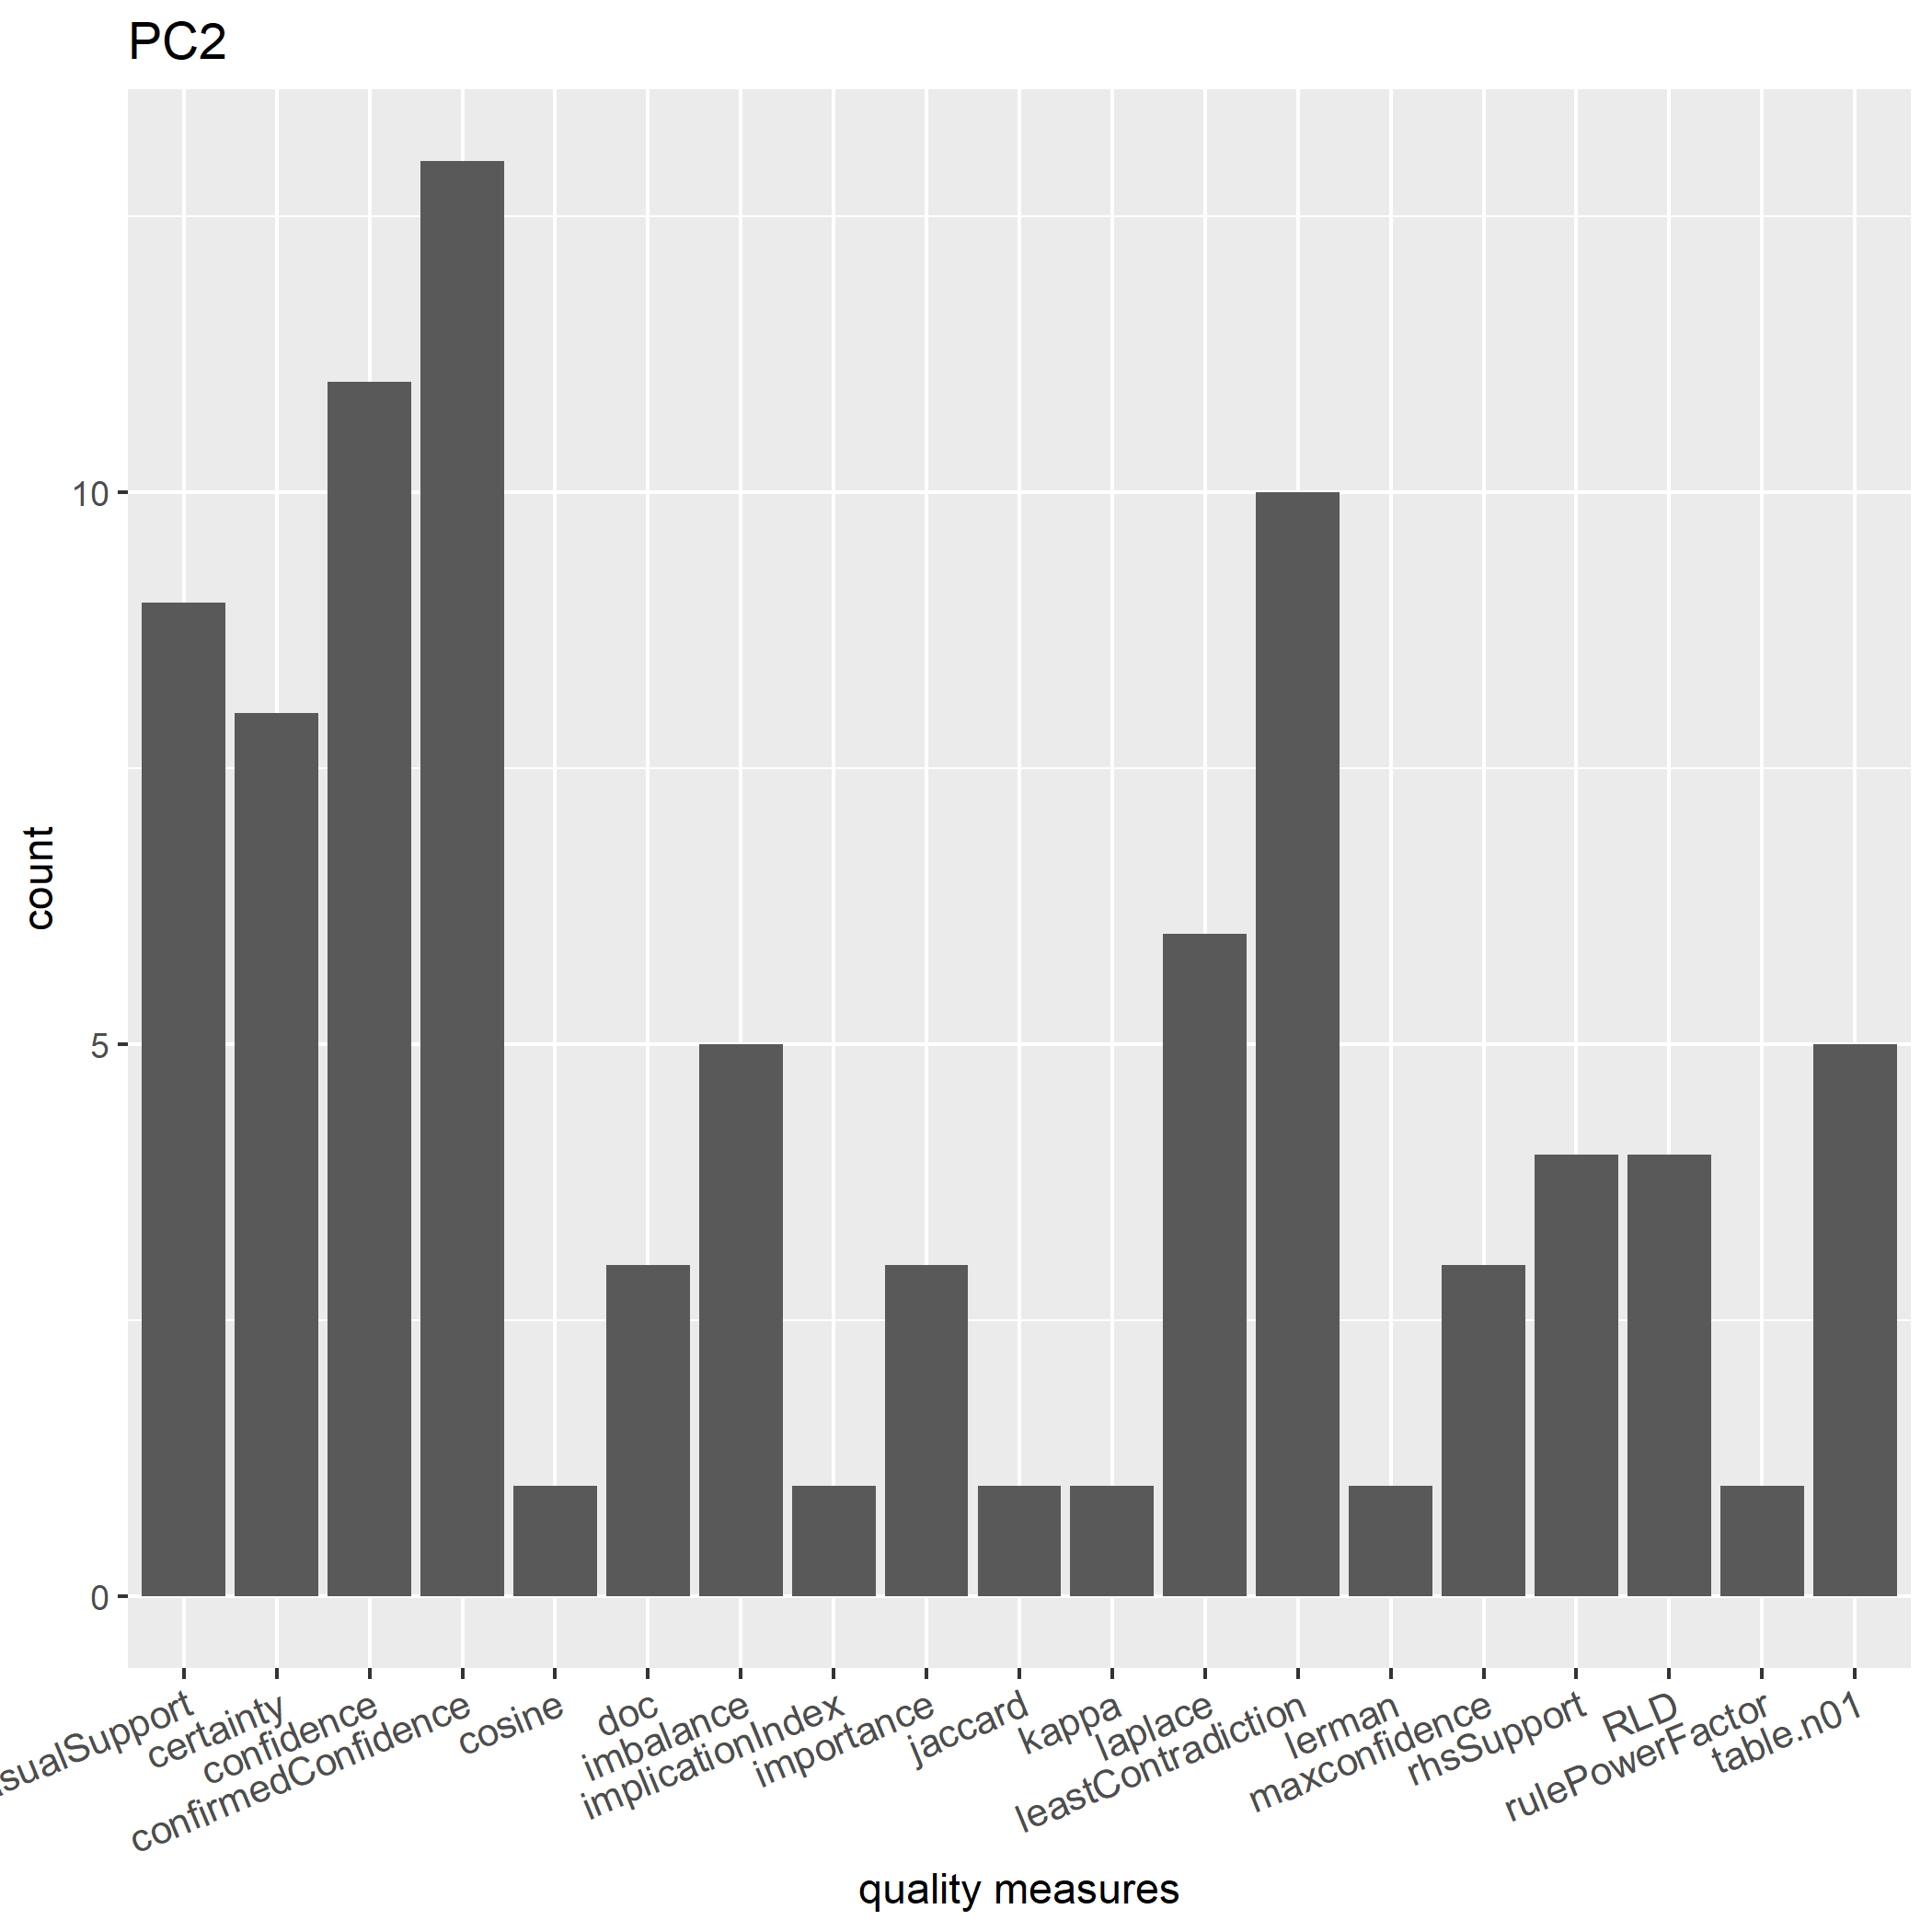 PC2
count
10
5
0
sualSupport
certainty
confidence
confirmedConfidence
cosine
doc
imbalance
implicationIndex
importance
jaccard
kappa
laplace
leastContradiction
lerman
maxconfidence
rhsSupport
RLD
rulePowerFactor
table.n01
quality measures